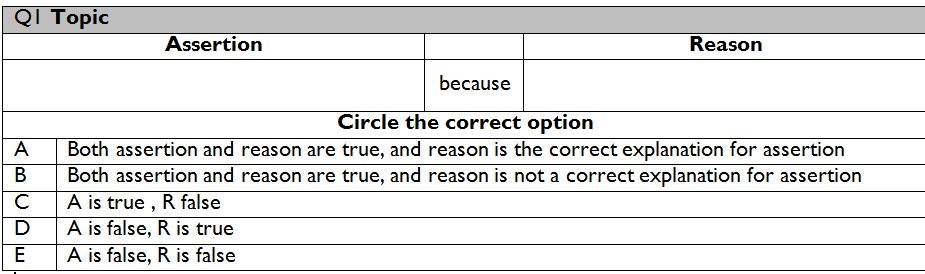 Q1 Topic
Assertion Reason
because
Circle the correct option
A Both assertion and reason are true, and reason is the correct explanation for assertion
B Both assertion and reason are true, and reason is not a correct explanation for assertion
C A is true , R false
D A is false, R is true
E A is false, R is false